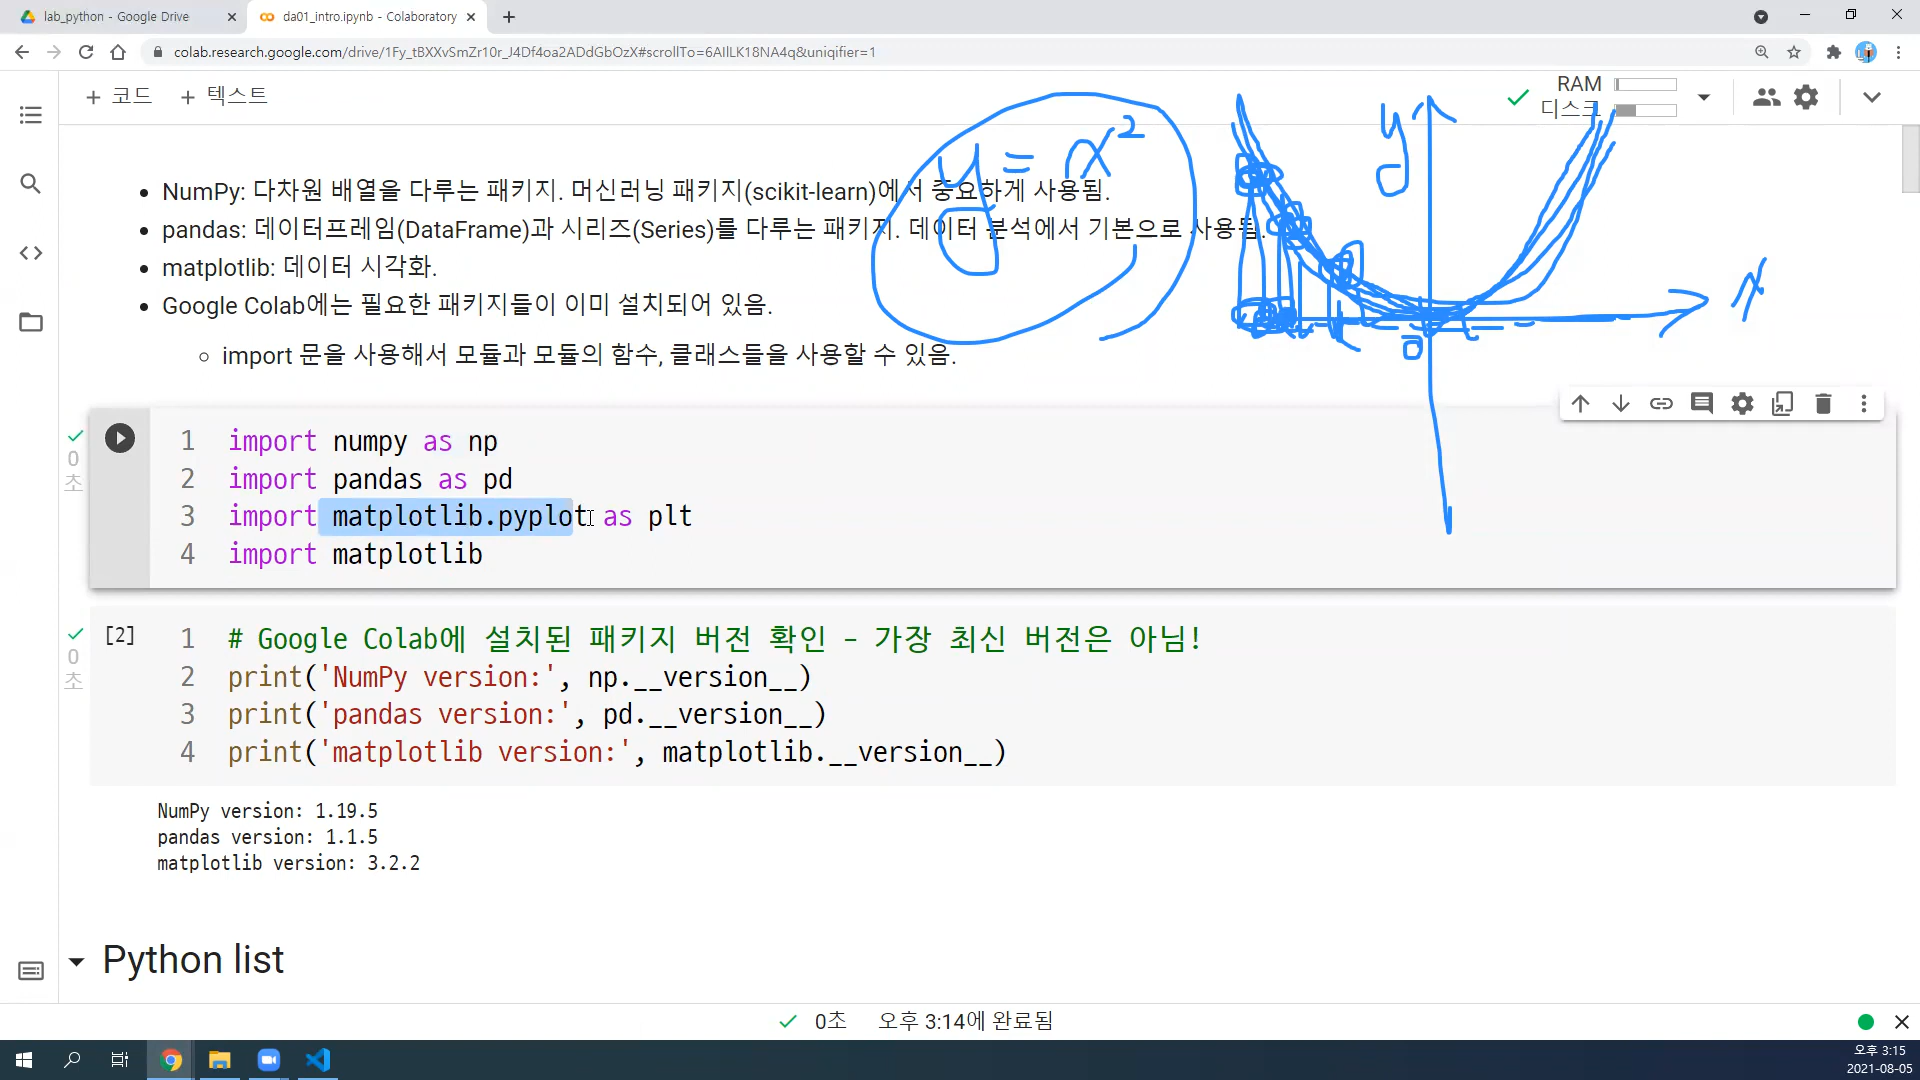 lab_python - Google Drive
da01_intro.ipynb - Colaboratory
colab.research.google.com/drive/1Fy_tBXXvSmZr10r_J4Df4oa2ADdGbOzX#scrollTo=6AIlLK18NA4q&uniqifier=1
+ 코드 + 텍스트
RAM
디스크
y = x²
y
x
0
• NumPy: 다차원 배열을 다루는 패키지. 머신러닝 패키지(scikit-learn)에서 중요하게 사용됨.
• pandas: 데이터프레임(DataFrame)과 시리즈(Series)를 다루는 패키지. 데이터 분석에서 기본으로 사용됨.
• matplotlib: 데이터 시각화.
• Google Colab에는 필요한 패키지들이 이미 설치되어 있음.
◦ import 문을 사용해서 모듈과 모듈의 함수, 클래스들을 사용할 수 있음.
0
초
1 import numpy as np
2 import pandas as pd
3 import matplotlib.pyplot as plt
4 import matplotlib
0
초
[2]
1 # Google Colab에 설치된 패키지 버전 확인 - 가장 최신 버전은 아님!
2 print('NumPy version:', np.__version__)
3 print('pandas version:', pd.__version__)
4 print('matplotlib version:', matplotlib.__version__)
NumPy version: 1.19.5
pandas version: 1.1.5
matplotlib version: 3.2.2
Python list
0초 오후 3:14에 완료됨
오후 3:15
2021-08-05